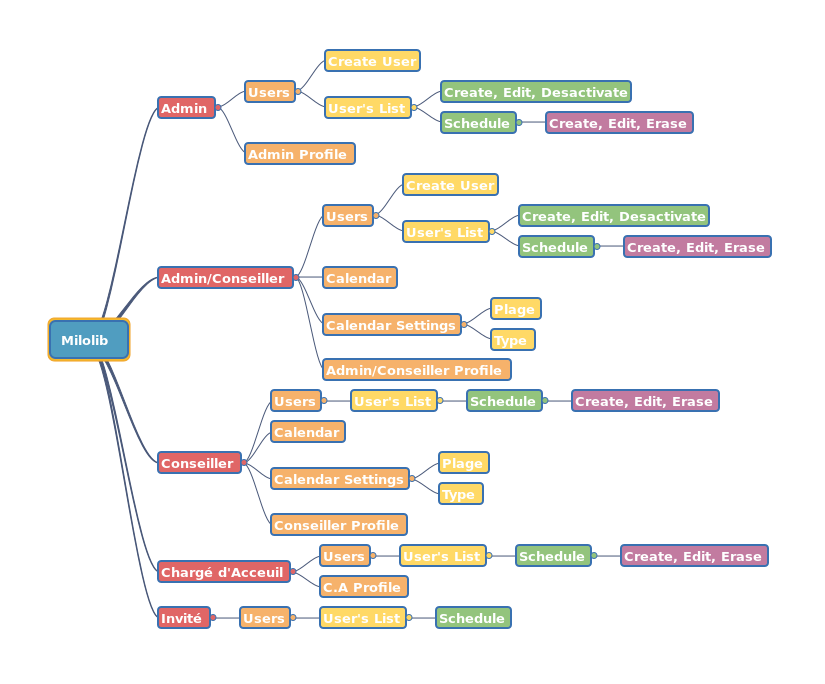 Create User
Users
Create, Edit, Desactivate
Admin
User's List
Schedule
Create, Edit, Erase
Admin Profile
Create User
Users
Create, Edit, Desactivate
User's List
Schedule
Create, Edit, Erase
Admin/Conseiller
Calendar
Plage
Calendar Settings
Milolib
Type
Admin/Conseiller Profile
Users
User's List
Schedule
Create, Edit, Erase
Calendar
Conseiller
Plage
Calendar Settings
Type
Conseiller Profile
Users
User's List
Schedule
Create, Edit, Erase
Chargé d'Acceuil
C.A Profile
Invité
Users
User's List
Schedule